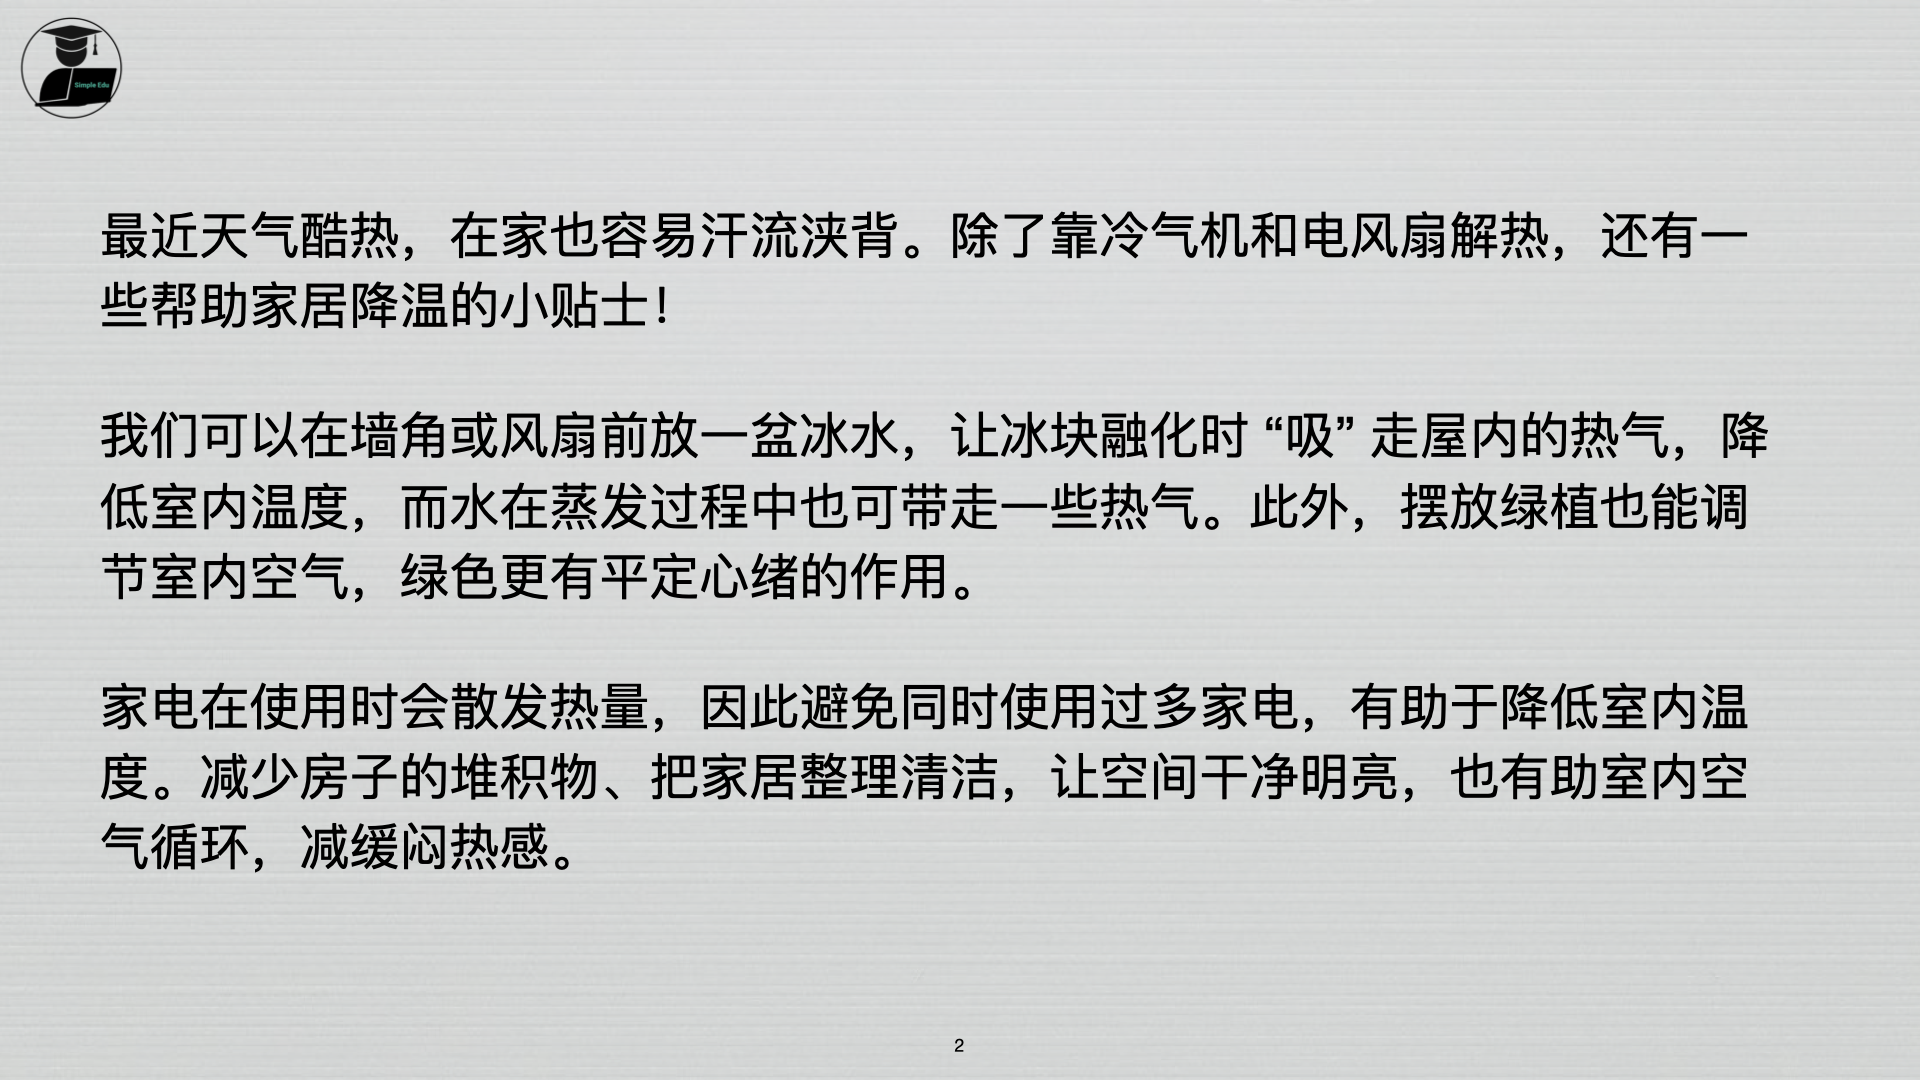 Simple Edu
最近天气酷热，在家也容易汗流浃背。除了靠冷气机和电风扇解热，还有一
些帮助家居降温的小贴士！
我们可以在墙角或风扇前放一盆冰水，让冰块融化时 “吸” 走屋内的热气，降
低室内温度，而水在蒸发过程中也可带走一些热气。此外，摆放绿植也能调
节室内空气，绿色更有平定心绪的作用。
家电在使用时会散发热量，因此避免同时使用过多家电，有助于降低室内温
度。减少房子的堆积物、把家居整理清洁，让空间干净明亮，也有助室内空
气循环，减缓闷热感。
2